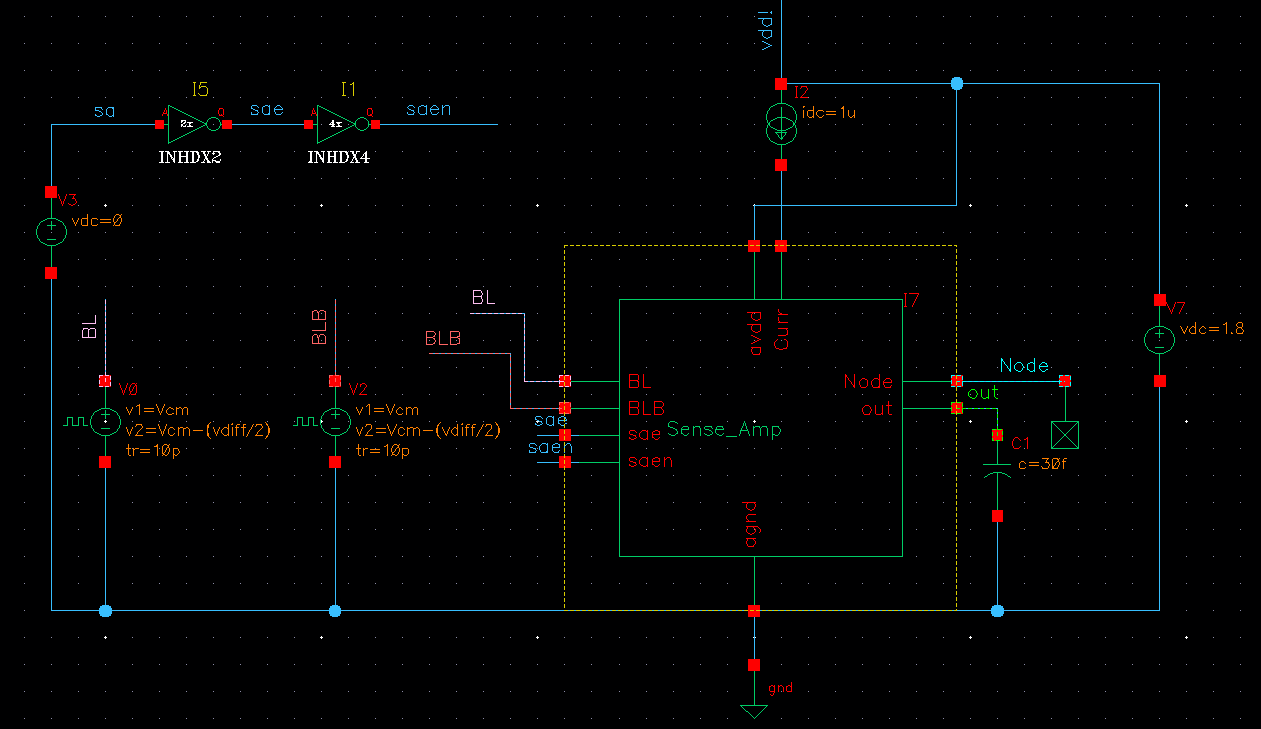 vdd!
I2
idc=1u
I5
I1
sa
A
2x
Q
sae
A
4x
Q
saen
INHDX2
INHDX4
V3
vdc=0
BL
V0
v1=Vcm
v2=Vcm-(vdiff/2)
tr=10p
BLB
V2
v1=Vcm
v2=Vcm-(vdiff/2)
tr=10p
BL
BLB
sae
saen
I7
avdd
Curr
BL
BLB
sae
saen
Sense_Amp
Node
out
agnd
Node
out
C1
c=30f
V7
vdc=1.8
gnd